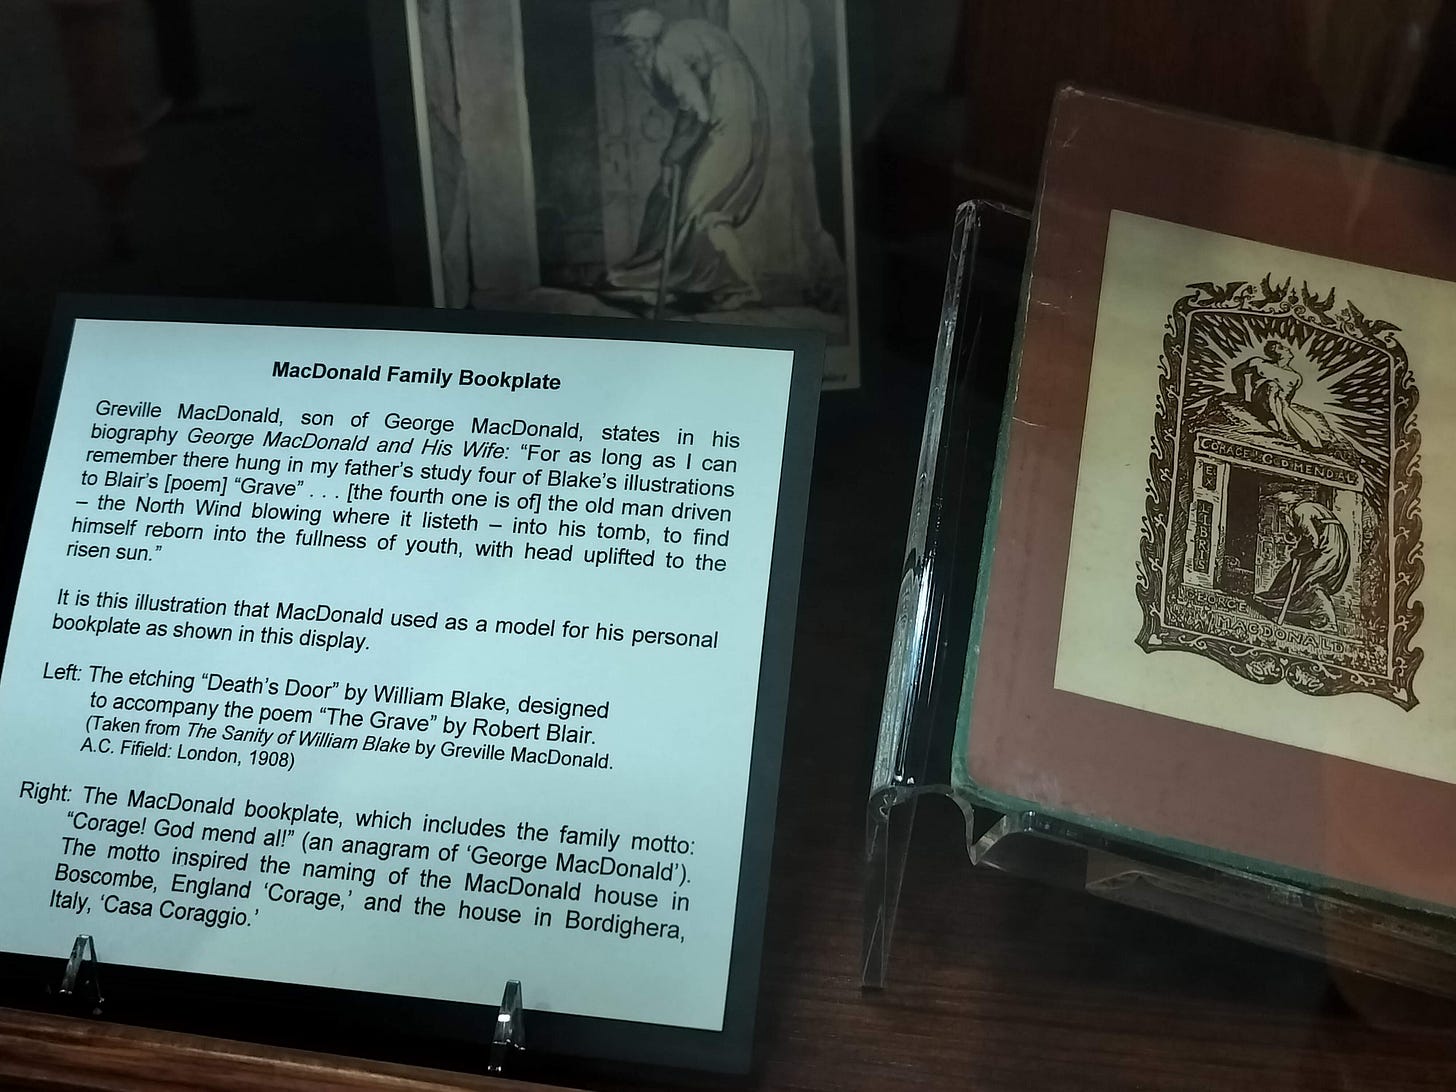 MacDonald Family Bookplate
Greville MacDonald, son of George MacDonald, states in his
biography George MacDonald and His Wife: “For as long as I can
remember there hung in my father’s study four of Blake’s illustrations
to Blair’s [poem] “Grave” . . . [the fourth one is of] the old man driven
– the North Wind blowing where it listeth – into his tomb, to find
himself reborn into the fullness of youth, with head uplifted to the
risen sun.”
It is this illustration that MacDonald used as a model for his personal
bookplate as shown in this display.
Left: The etching “Death’s Door” by William Blake, designed
to accompany the poem “The Grave” by Robert Blair.
(Taken from The Sanity of William Blake by Greville MacDonald.
A.C. Fifield: London, 1908)
Right: The MacDonald bookplate, which includes the family motto:
“Corage! God mend al!” (an anagram of ‘George MacDonald’).
The motto inspired the naming of the MacDonald house in
Boscombe, England ‘Corage,’ and the house in Bordighera,
Italy, ‘Casa Coraggio.’
CORAGE! GOD MEND AL!
EX LIBRIS
GEORGE
MACDONALD